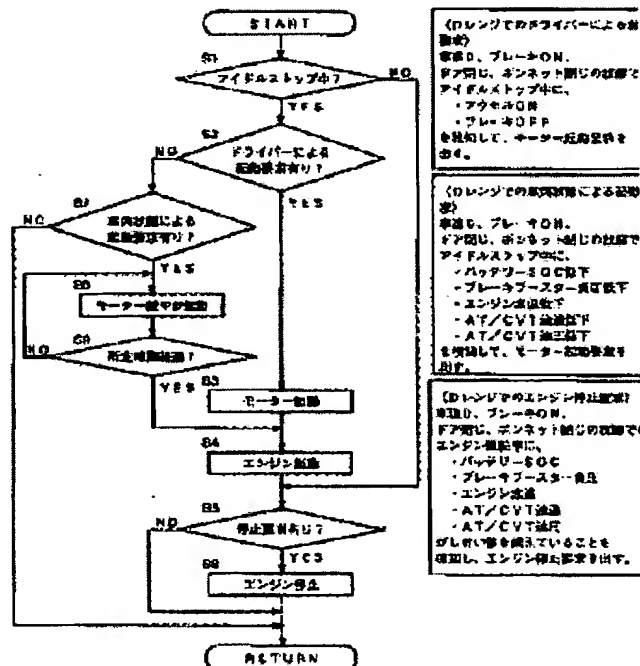 START
S1
アイドルストップ中?
NO
YES
S2
NO
ドライバーによる
起動要求有り?
YES
S7
NO
車両状態による
起動要求有り?
YES
モーター
NO
所定時間経過?
YES
S3
モーター起動
S4
エンジン起動
S5
NO
停止要求有り?
YES
エンジン停止
RETURN
(Dレンジでのドライバーによる
車速0、ブレーキON、
ドア閉じ、ボンネット閉じの状態で
アイドルストップ中に、
・アクセルON
・ブレーキOFF
を検知して、モーター起動要求を
出す。
(Dレンジでの車両状態による起動
求)
車速0、ブレーキON、
ドア閉じ、ボンネット閉じの状態で
アイドルストップ中に、
・バッテリーSOC低下
・ブレーキブースター負圧低下
・エンジン水温低下
・AT/CVT油温低下
・AT/CVT油圧低下
を検知して、モーター起動要求を
出す。
(Dレンジでのエンジン停止要求)
車速0、ブレーキON、
ドア閉じ、ボンネット閉じの状態での
エンジン運転中に、
・バッテリーSOC
・ブレーキブースター負圧
・エンジン水温
・AT/CVT油温
・AT/CVT油圧
がしきい値を超えていることを
確認し、エンジン停止要求を出す。